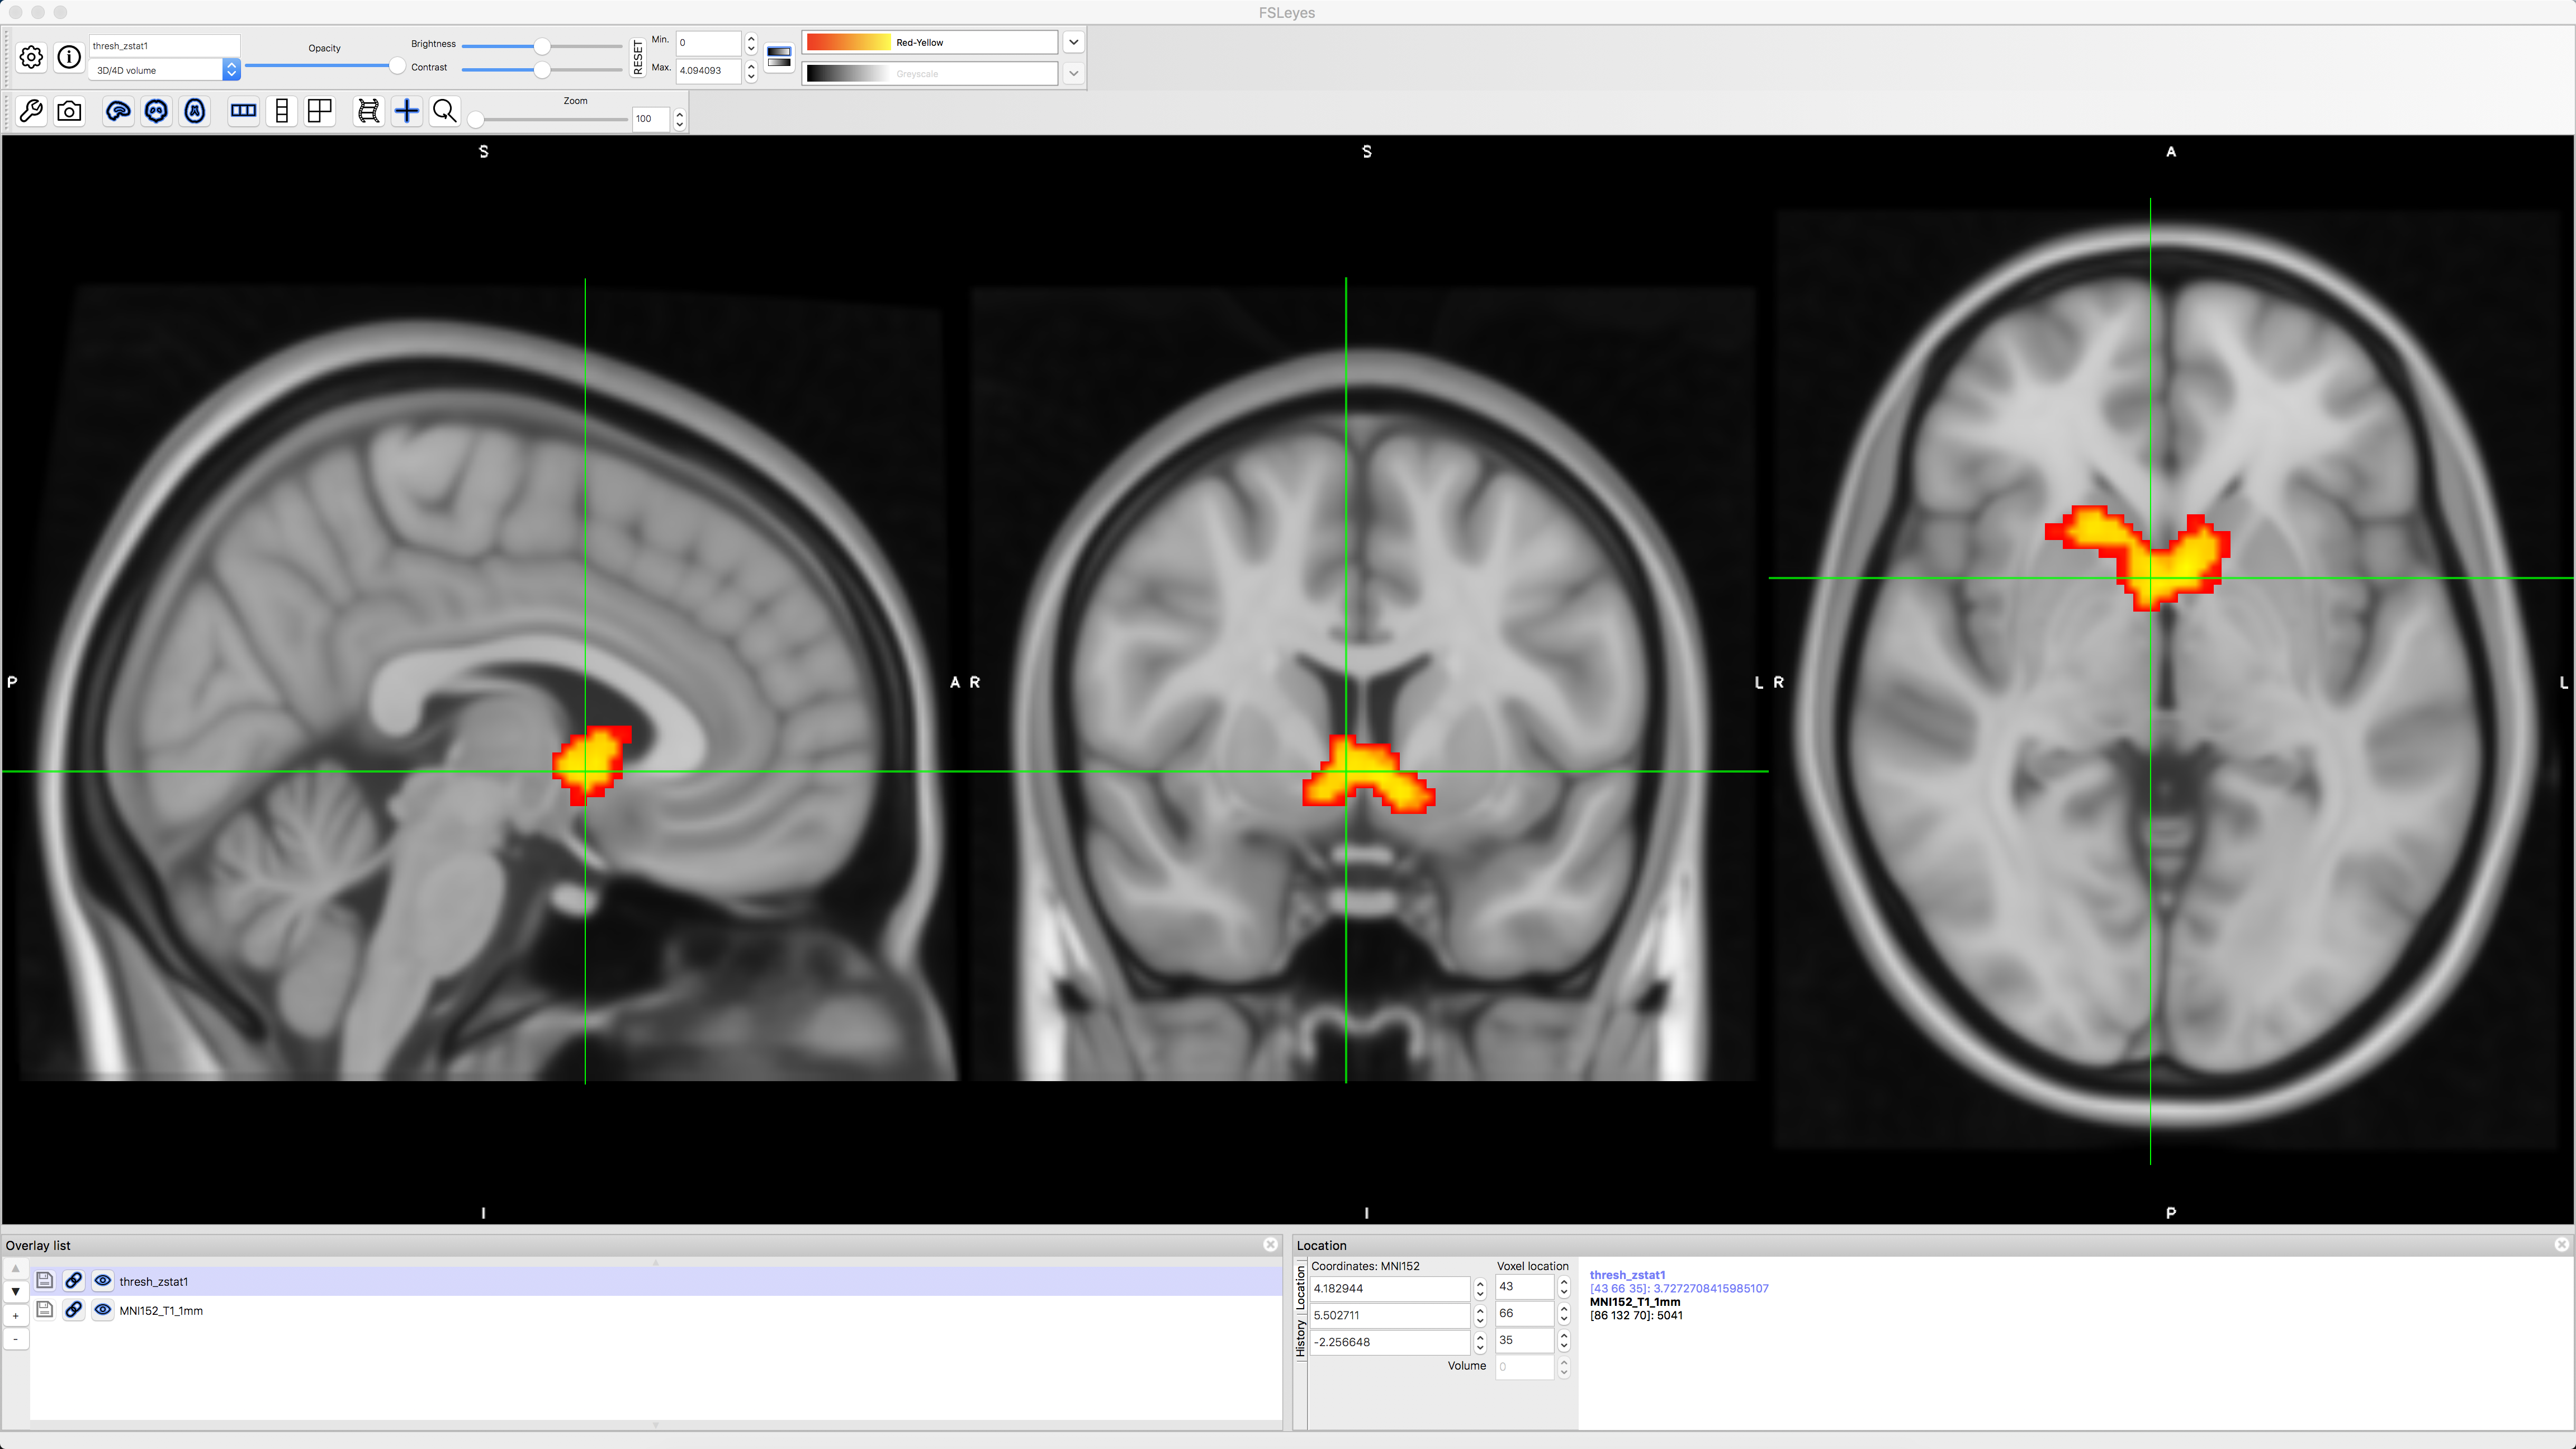 FSLeyes
thresh_zstat1
3D/4D volume
Opacity
Brightness
Contrast
RESET
Min.
0
Max.
4.094093
Red-Yellow
Greyscale
Zoom
100
S
S
A
P
A R
L R
L
I
I
P
Overlay list
thresh_zstat1
MNI152_T1_1mm
+
-
Location
Location
History
Coordinates: MNI152
Voxel location
4.182944
43
5.502711
66
-2.256648
35
Volume
0
thresh_zstat1
[43 66 35]: 3.7272708415985107
MNI152_T1_1mm
[86 132 70]: 5041